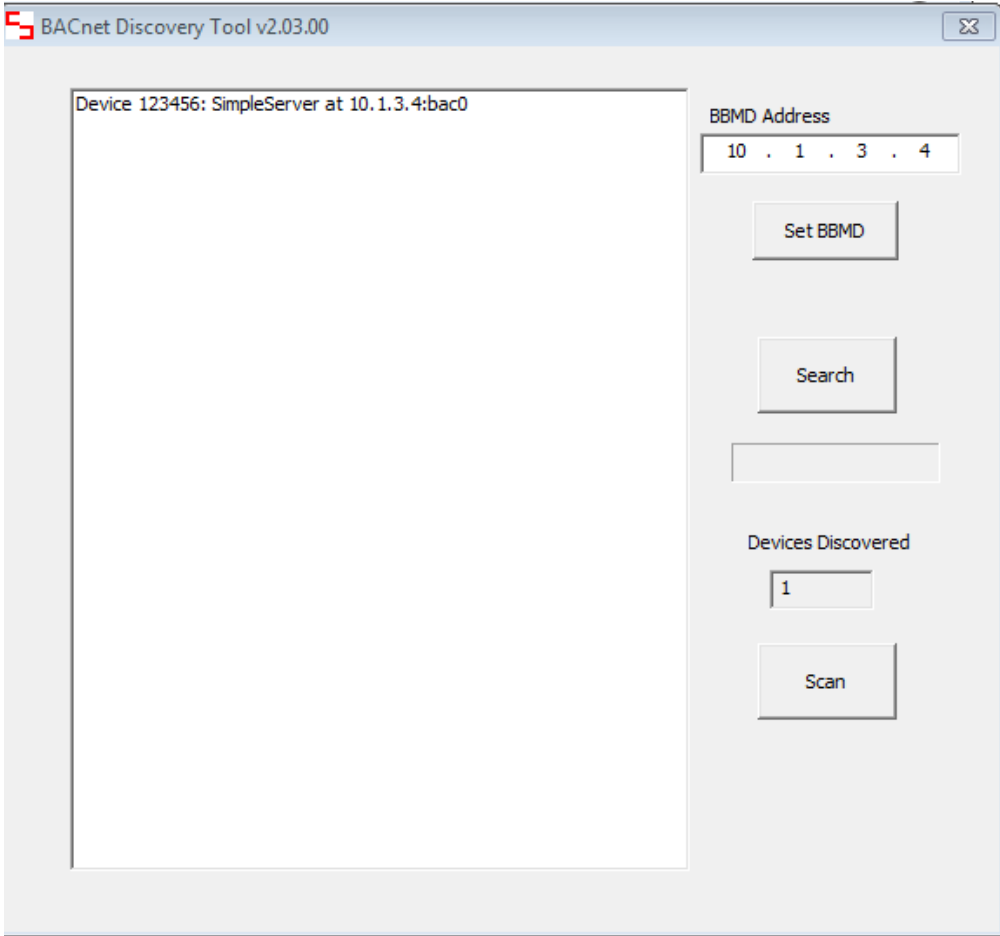 BACnet Discovery Tool v2.03.00
Device 123456: SimpleServer at 10.1.3.4:bac0
BBMD Address
10 . 1 . 3 . 4
Set BBMD
Search
Devices Discovered
1
Scan